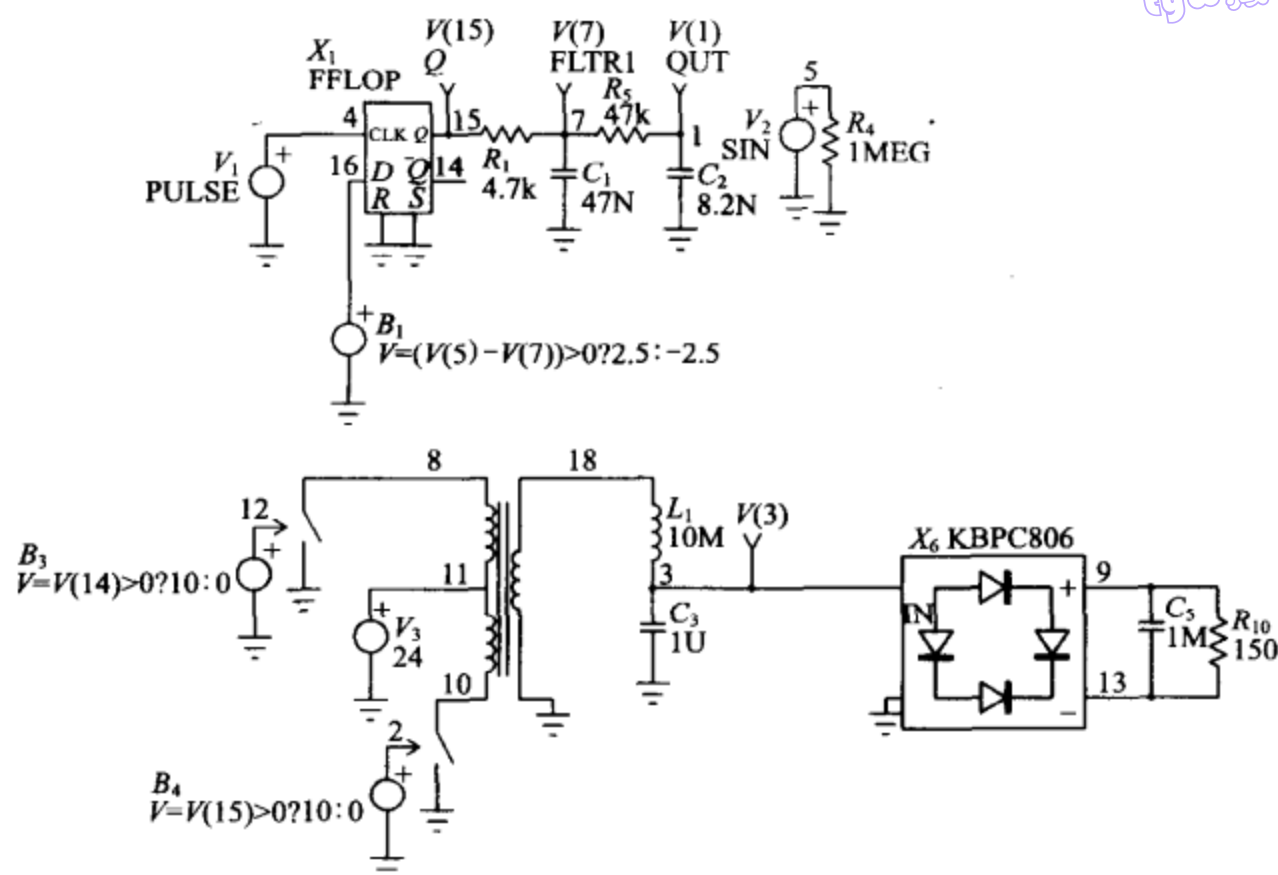 V(15)
Q
V(7)
FLTR1
V(1)
QUT
X1
FFLOP
4
CLK Q
15
R5
47k
7
1
5
V2
SIN
+
R4
1MEG
V1
PULSE
+
16
D
Q̅
14
R
S
R1
4.7k
C1
47N
C2
8.2N
+
B1
V=(V(5)−V(7))>0?2.5:−2.5
8
18
12
+
B3
V=V(14)>0?10:0
L1
10M
V(3)
X6 KBPC806
11
3
+
9
+
V3
24
C3
1U
IN
C5
1M
R10
150
10
13
−
2
+
B4
V=V(15)>0?10:0